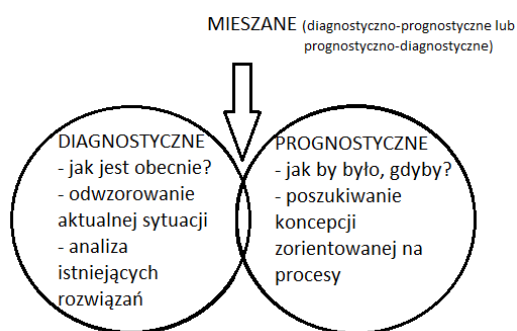 MIESZANE (diagnostyczno-prognostyczne lub
prognostyczno-diagnostyczne)
DIAGNOSTYCZNE
- jak jest obecnie?
- odwzorowanie
aktualnej sytuacji
- analiza
istniejących
rozwiązań
PROGNOSTYCZNE
- jak by było, gdyby?
- poszukiwanie
koncepcji
zorientowanej na
procesy